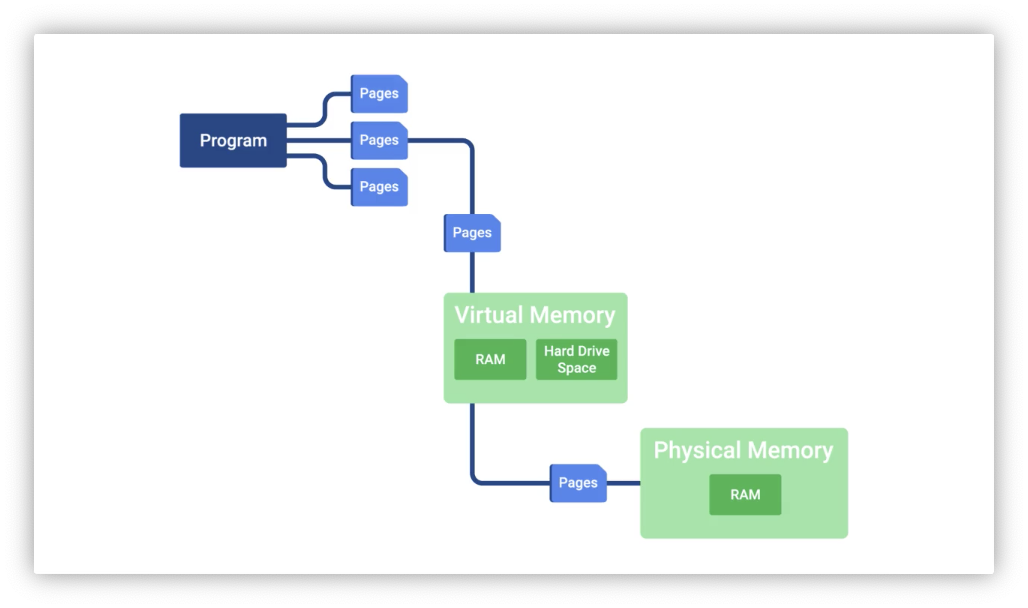 Pages
Program
Pages
Pages
Pages
Virtual Memory
RAM
Hard Drive
Space
Physical Memory
Pages
RAM